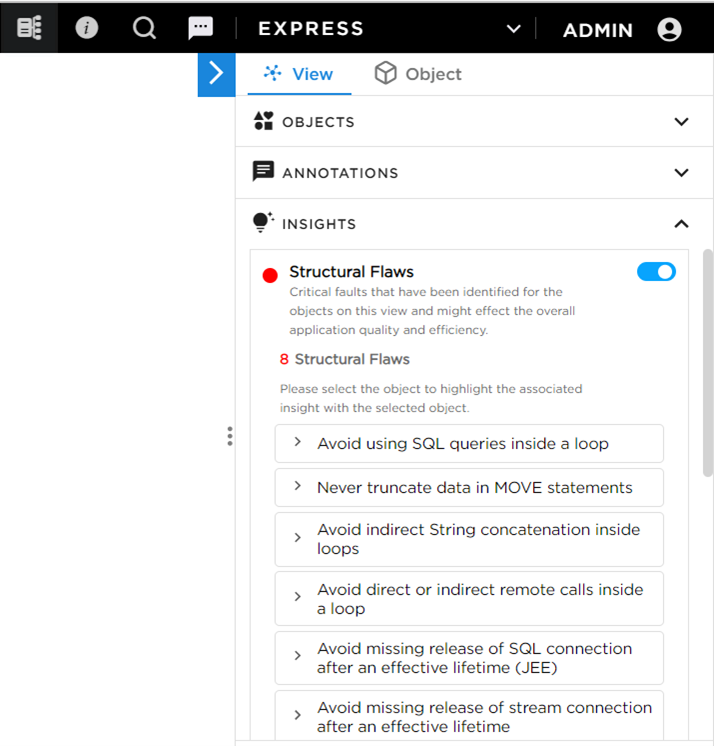 EXPRESS
ADMIN
View
Object
OBJECTS
ANNOTATIONS
INSIGHTS
Structural Flaws
Critical faults that have been identified for the
objects on this view and might effect the overall
application quality and efficiency.
8 Structural Flaws
Please select the object to highlight the associated
insight with the selected object.
Avoid using SQL queries inside a loop
Never truncate data in MOVE statements
Avoid indirect String concatenation inside
loops
Avoid direct or indirect remote calls inside
a loop
Avoid missing release of SQL connection
after an effective lifetime (JEE)
Avoid missing release of stream connection
after an effective lifetime